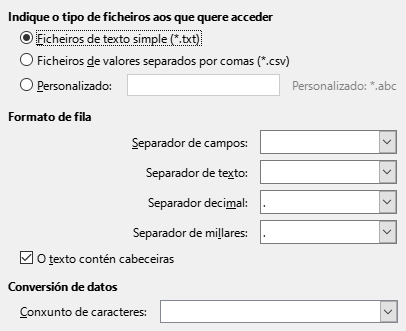 Indique o tipo de ficheiros aos que quere acceder
Ficheiros de texto simple (*.txt)
Ficheiros de valores separados por comas (*.csv)
Personalizado: Personalizado: *.abc
Formato de fila
Separador de campos:
Separador de texto:
Separador decimal: .
Separador de millares: .
O texto contén cabeceiras
Conversión de datos
Conxunto de caracteres: